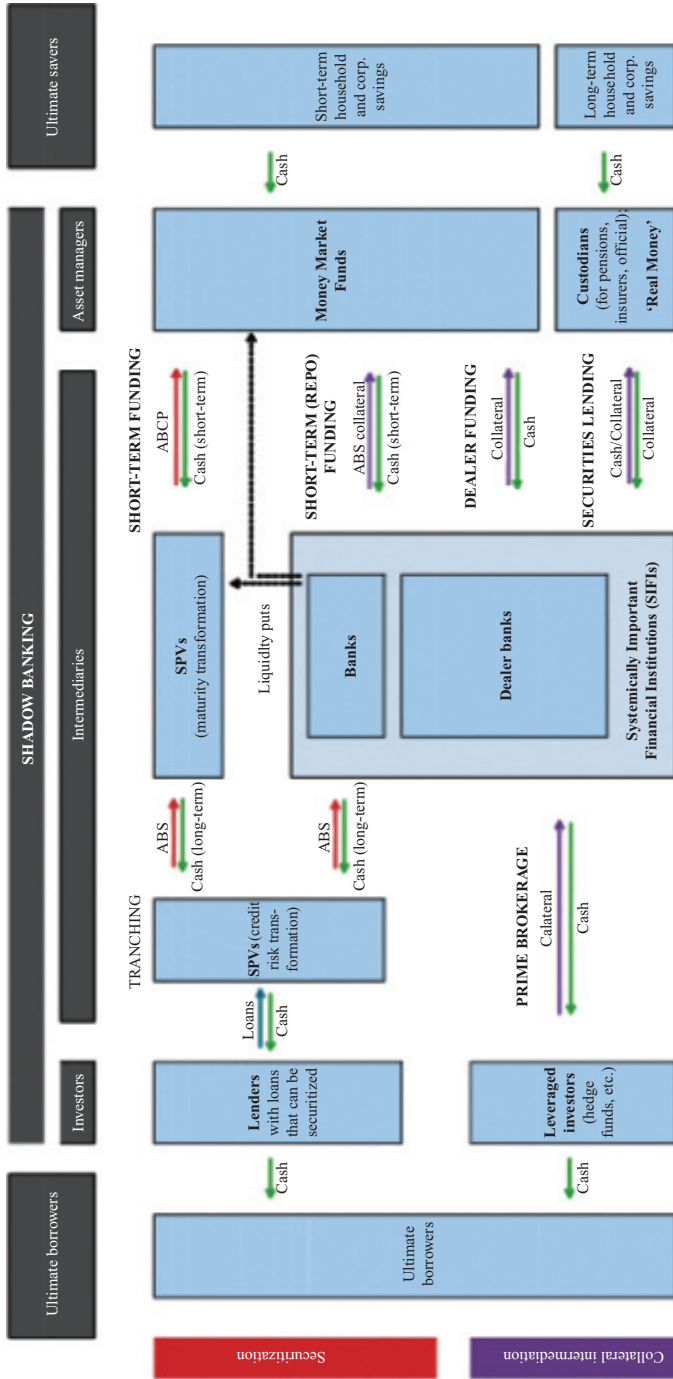 SHADOW BANKING
Ultimate borrowers
Investors
Intermediaries
Asset managers
Ultimate savers
Securitization
Collateral intermediation
Ultimate
borrowers
Cash
Cash
Lenders
with loans
that can be
securitized
Leveraged
investors
(hedge
funds, etc.)
Loans
Cash
TRANCHING
SPVs (credit
risk trans-
formation)
ABS
Cash (long-term)
ABS
Cash (long-term)
PRIME BROKERAGE
Calateral
Cash
SPVs
(maturity transformation)
Liquidity puts
Banks
Dealer banks
Systemically Important
Financial Institutions (SIFIs)
SHORT-TERM FUNDING
ABCP
Cash (short-term)
SHORT-TERM (REPO)
FUNDING
ABS collateral
Cash (short-term)
DEALER FUNDING
Collateral
Cash
SECURITIES LENDING
Cash/Collateral
Collateral
Money Market
Funds
Custodians
(for pensions,
insurers, official);
‘Real Money’
Cash
Cash
Short-term
household
and corp.
savings
Long-term
household
and corp.
savings